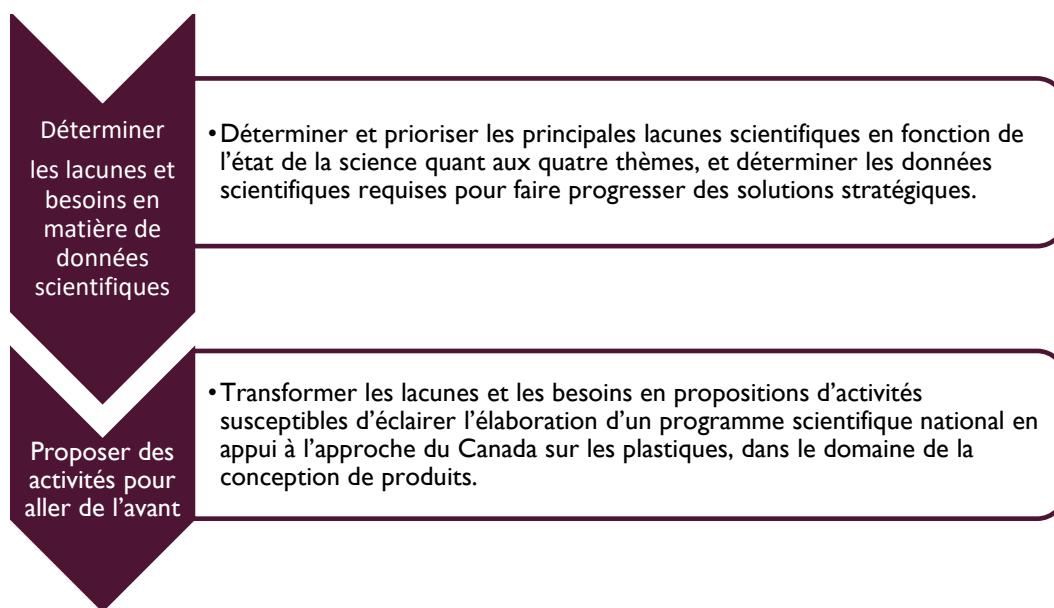 Déterminer
les lacunes et
besoins en
matière de
données
scientifiques
•Déterminer et prioriser les principales lacunes scientifiques en fonction de
l’état de la science quant aux quatre thèmes, et déterminer les données
scientifiques requises pour faire progresser des solutions stratégiques.
Proposer des
activités pour
aller de l’avant
•Transformer les lacunes et les besoins en propositions d’activités
susceptibles d’éclairer l’élaboration d’un programme scientifique national en
appui à l’approche du Canada sur les plastiques, dans le domaine de la
conception de produits.